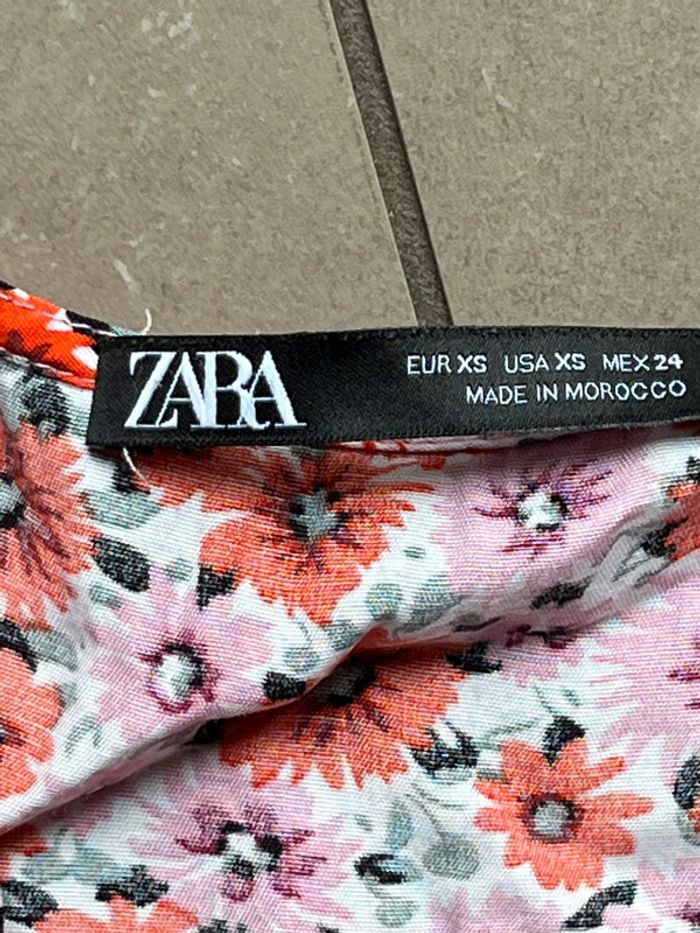 ZARA
EUR XS USA XS MEX 24
MADE IN MOROCCO